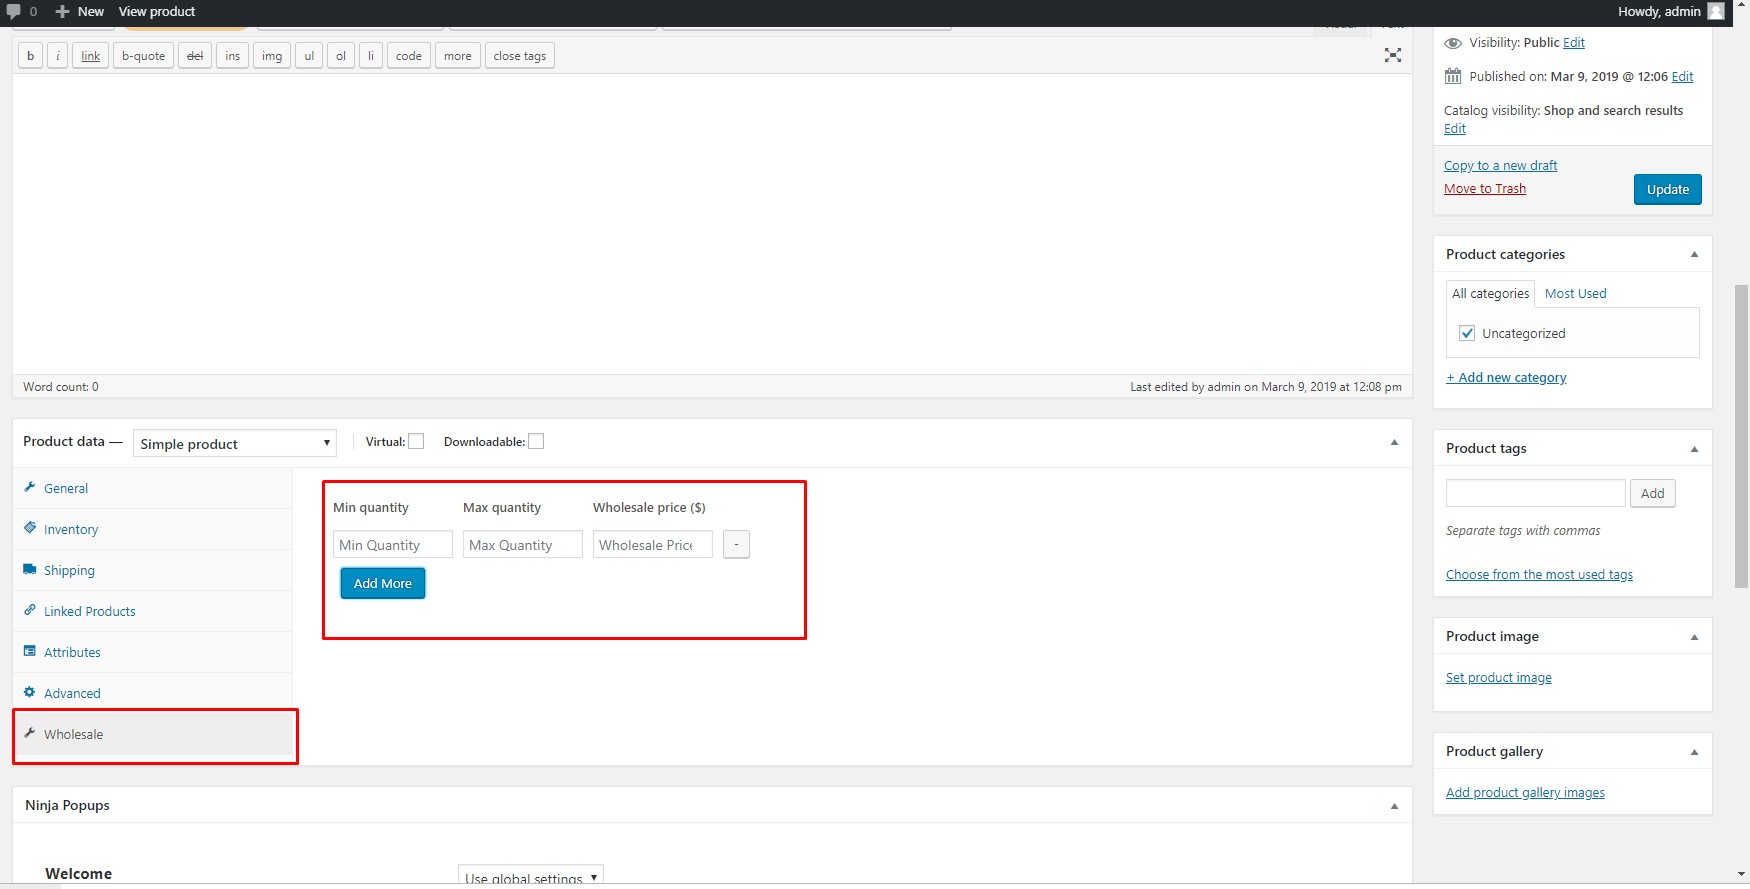 0 New View product Howdy, admin
b i link b-quote del ins img ul ol li code more close tags
Word count: 0 Last edited by admin on March 9, 2019 at 12:08 pm
Product data — Simple product Virtual: Downloadable:
General
Inventory
Shipping
Linked Products
Attributes
Advanced
Wholesale
Min quantity Max quantity Wholesale price ($)
Min Quantity Max Quantity Wholesale Price -
Add More
Ninja Popups
Welcome Use global settings
Visibility: Public Edit
Published on: Mar 9, 2019 @ 12:06 Edit
Catalog visibility: Shop and search results
Edit
Copy to a new draft
Move to Trash Update
Product categories
All categories Most Used
Uncategorized
+ Add new category
Product tags
Add
Separate tags with commas
Choose from the most used tags
Product image
Set product image
Product gallery
Add product gallery images